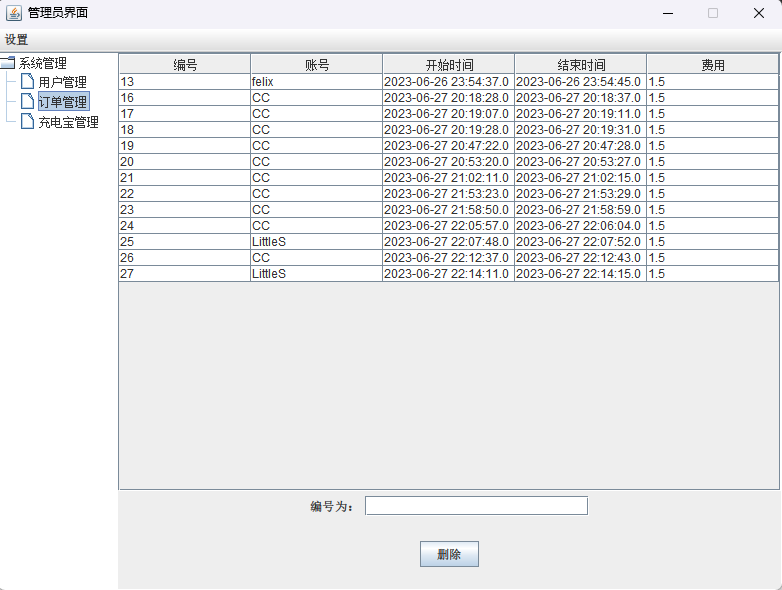 管理员界面
设置
系统管理
用户管理
订单管理
充电宝管理
编号 账号 开始时间 结束时间 费用
13 felix 2023-06-26 23:54:37.0 2023-06-26 23:54:45.0 1.5
16 CC 2023-06-27 20:18:28.0 2023-06-27 20:18:37.0 1.5
17 CC 2023-06-27 20:19:07.0 2023-06-27 20:19:11.0 1.5
18 CC 2023-06-27 20:19:28.0 2023-06-27 20:19:31.0 1.5
19 CC 2023-06-27 20:47:22.0 2023-06-27 20:47:28.0 1.5
20 CC 2023-06-27 20:53:20.0 2023-06-27 20:53:27.0 1.5
21 CC 2023-06-27 21:02:11.0 2023-06-27 21:02:15.0 1.5
22 CC 2023-06-27 21:53:23.0 2023-06-27 21:53:29.0 1.5
23 CC 2023-06-27 21:58:50.0 2023-06-27 21:58:59.0 1.5
24 CC 2023-06-27 22:05:57.0 2023-06-27 22:06:04.0 1.5
25 LittleS 2023-06-27 22:07:48.0 2023-06-27 22:07:52.0 1.5
26 CC 2023-06-27 22:12:37.0 2023-06-27 22:12:43.0 1.5
27 LittleS 2023-06-27 22:14:11.0 2023-06-27 22:14:15.0 1.5
编号为：
删除